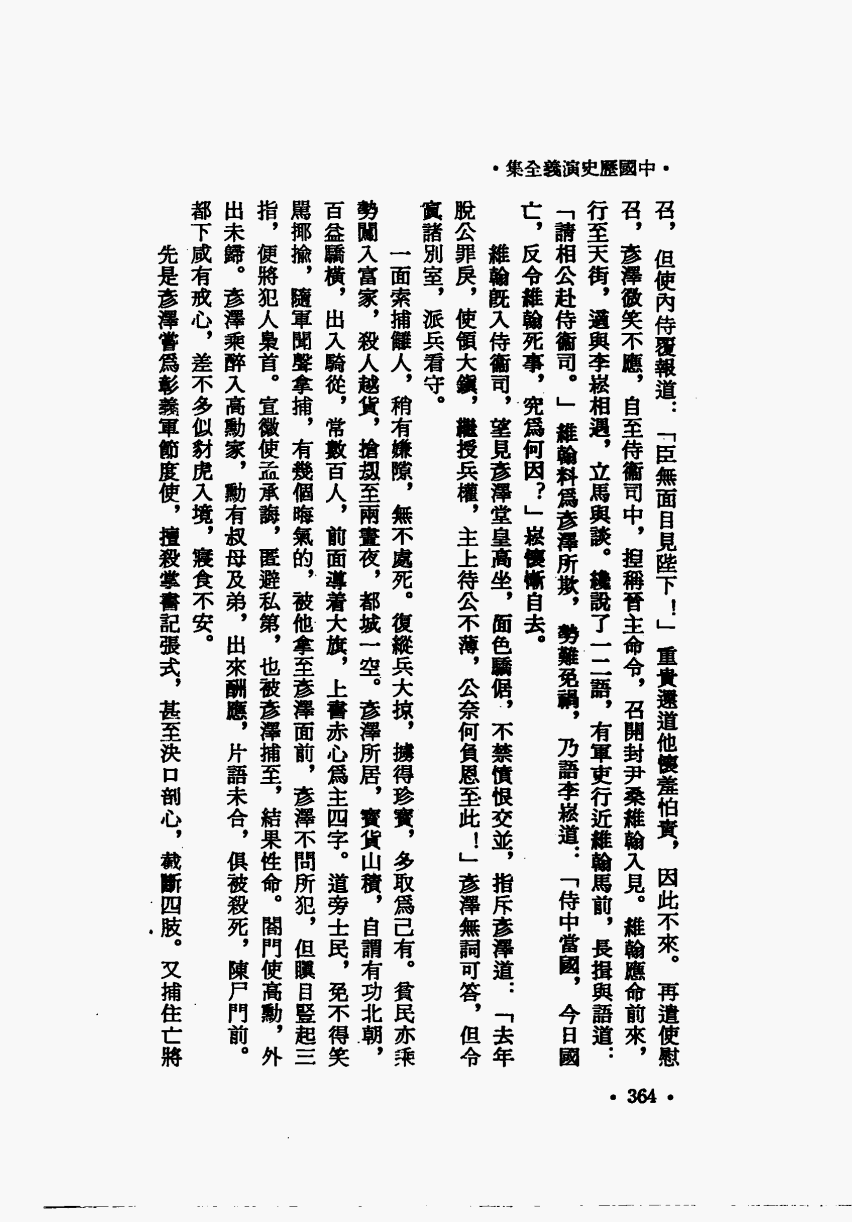 •中國歷史演義全集•
召，但使內侍覆報道：「臣無面目見陛下！」重貴還道他懷羞怕責，因此不來。再遣使慰
召，彥澤微笑不應，自至侍衞司中，揑稱晉主命令，召開封尹桑維翰入見。維翰應命前來，
行至天街，適與李崧相遇，立馬與談。纔說了一二語，有軍吏行近維翰馬前，長揖與語道：
「請相公赴侍衞司。」維翰料爲彥澤所欺，勢難免禍，乃語李崧道：「侍中當國，今日國
亡，反令維翰死事，究爲何因？」崧懷慚自去。
維翰旣入侍衞司，望見彥澤堂皇高坐，面色驕倨，不禁憤恨交並，指斥彥澤道：「去年
脫公罪戾，使領大鎭，繼授兵權，主上待公不薄，公奈何負恩至此！」彥澤無詞可答，但令
寘諸別室，派兵看守。
一面索捕讎人，稍有嫌隙，無不處死。復縱兵大掠，擄得珍寶，多取爲己有。貧民亦乘
勢闖入富家，殺人越貨，搶刼至兩晝夜，都城一空。彥澤所居，寶貨山積，自謂有功北朝，
百益驕橫，出入騎從，常數百人，前面導着大旗，上書赤心爲主四字。道旁士民，免不得笑
駡揶揄，隨軍聞聲拿捕，有幾個晦氣的，被他拿至彥澤面前，彥澤不問所犯，但瞋目豎起三
指，便將犯人梟首。宣徽使孟承誨，匿避私第，也被彥澤捕至，結果性命。閤門使高勳，外
出未歸。彥澤乘醉入高勳家，勳有叔母及弟，出來酬應，片語未合，俱被殺死，陳尸門前。
都下咸有戒心，差不多似豺虎入境，寢食不安。
先是彥澤嘗爲彰義軍節度使，擅殺掌書記張式，甚至決口剖心，截斷四肢。又捕住亡將
•364•